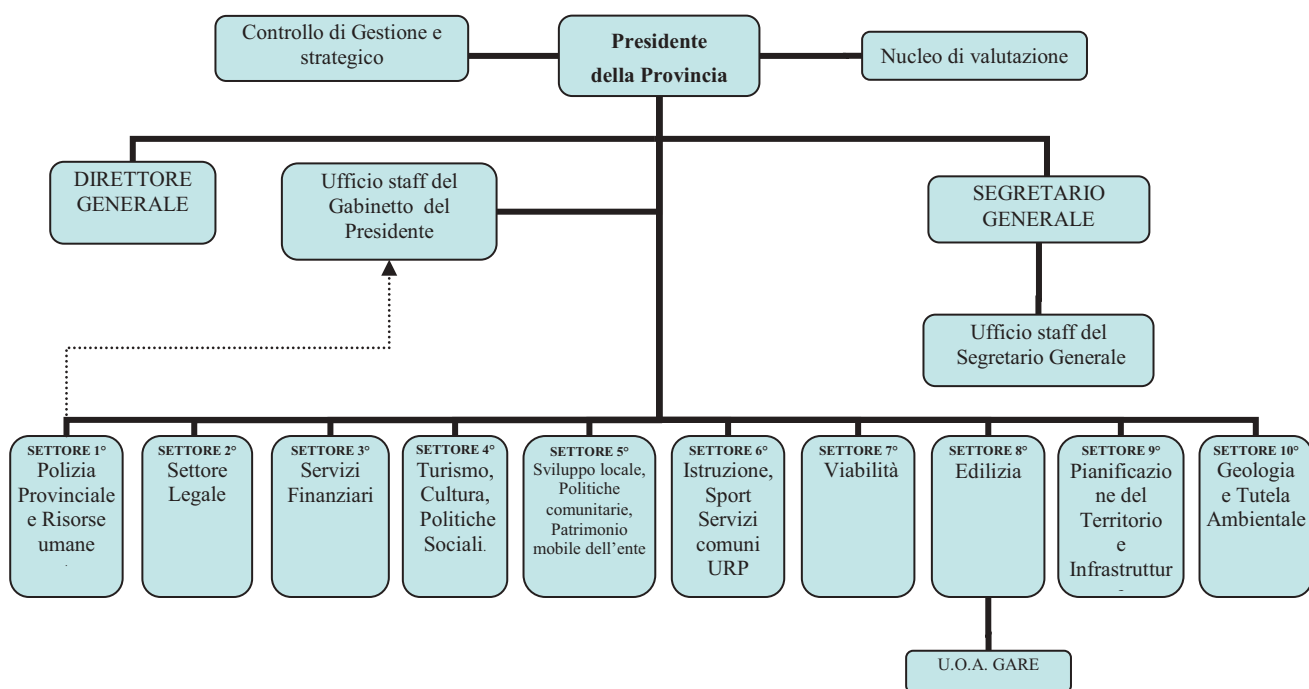 Controllo di Gestione e
strategico
Presidente
della Provincia
Nucleo di valutazione
DIRETTORE
GENERALE
Ufficio staff del
Gabinetto del
Presidente
SEGRETARIO
GENERALE
Ufficio staff del
Segretario Generale
SETTORE 1°
Polizia
Provinciale
e Risorse
umane
.
SETTORE 2°
Settore
Legale
SETTORE 3°
Servizi
Finanziari
SETTORE 4°
Turismo,
Cultura,
Politiche
Sociali.
SETTORE 5°
Sviluppo locale,
Politiche
comunitarie,
Patrimonio
mobile dell'ente
SETTORE 6°
Istruzione,
Sport
Servizi
comuni
URP
SETTORE 7°
Viabilità
SETTORE 8°
Edilizia
SETTORE 9°
Pianificazio
ne del
Territorio
e
Infrastruttur
SETTORE 10°
Geologia
e Tutela
Ambientale
U.O.A. GARE